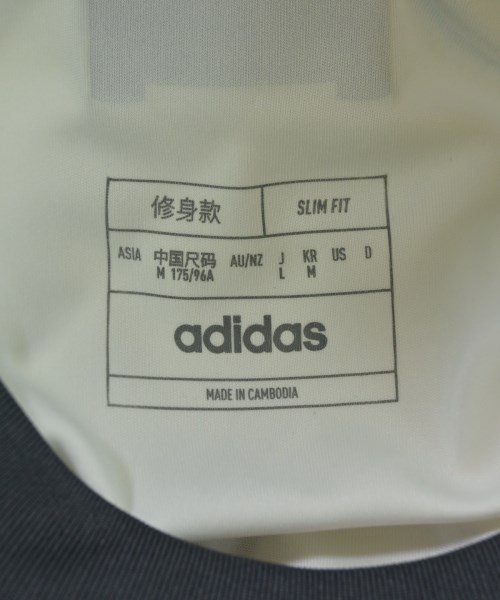 修身款 SLIM FIT
ASIA 中国尺码 AU/NZ J KR US D
M 175/96A L M
adidas
MADE IN CAMBODIA